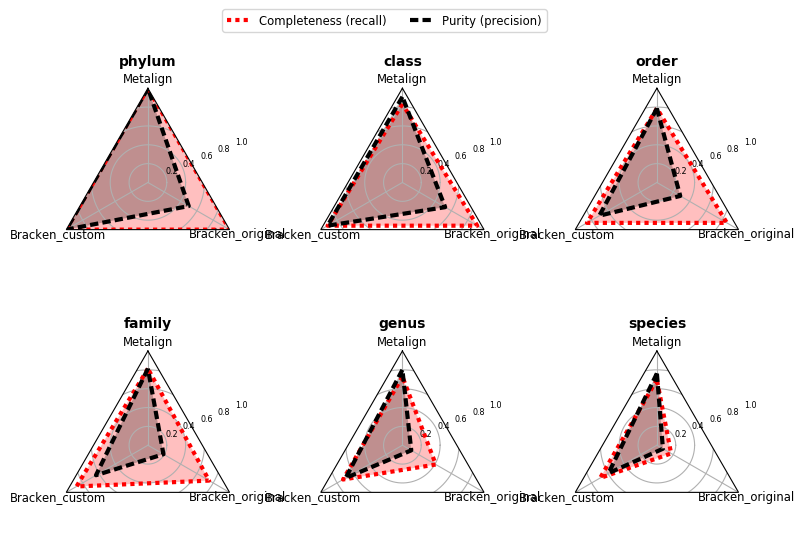 Completeness (recall) Purity (precision)
phylum class order
Metalign Metalign Metalign
0.2 0.4 0.6 0.8 1.0 0.2 0.4 0.6 0.8 1.0 0.2 0.4 0.6 0.8 1.0
Bracken_custom Bracken_original Bracken_custom Bracken_original Bracken_custom Bracken_original
family genus species
Metalign Metalign Metalign
0.2 0.4 0.6 0.8 1.0 0.2 0.4 0.6 0.8 1.0 0.2 0.4 0.6 0.8 1.0
Bracken_custom Bracken_original Bracken_custom Bracken_original Bracken_custom Bracken_original